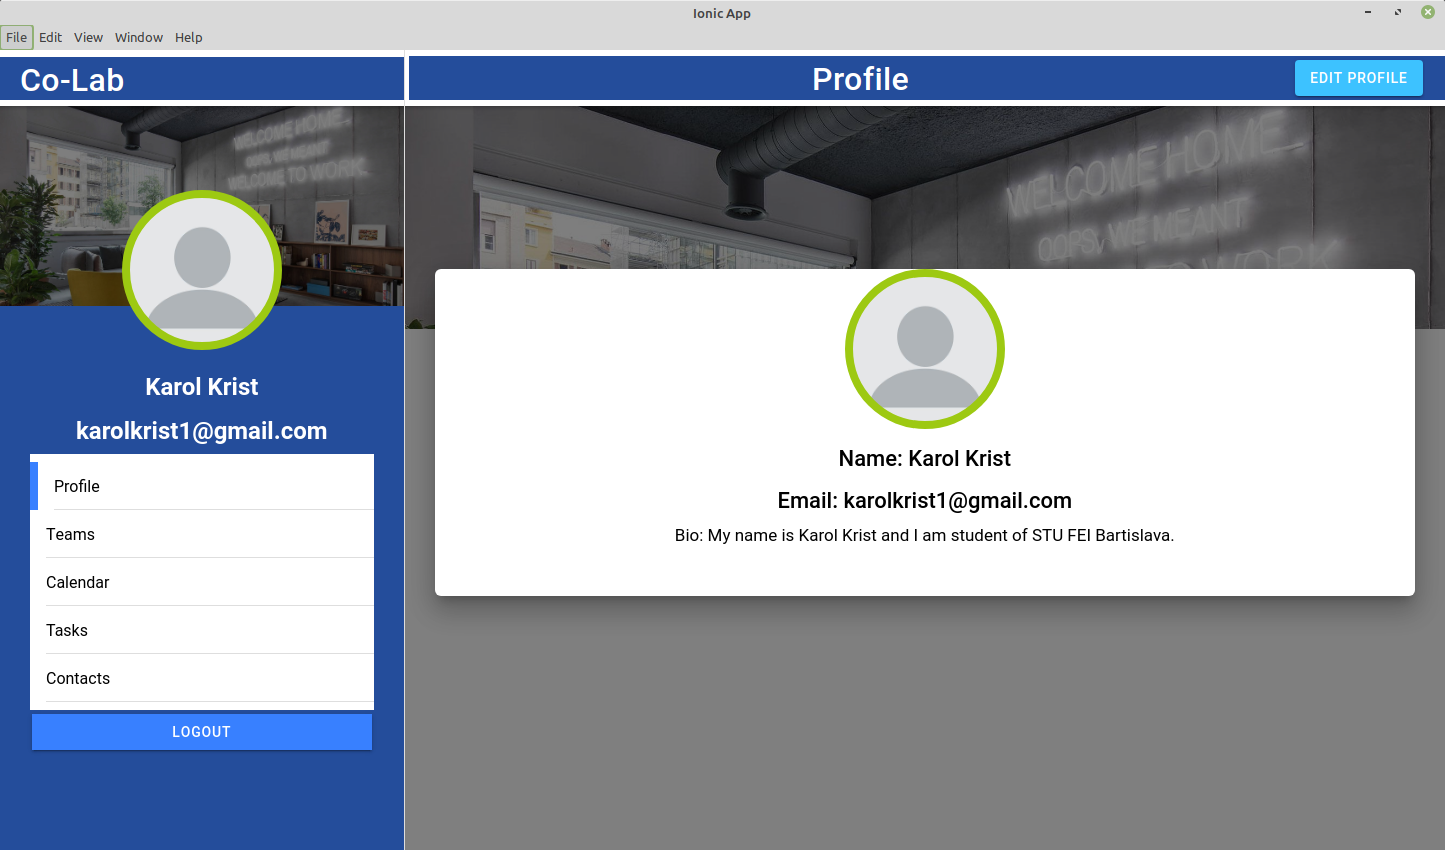 Ionic App
File Edit View Window Help
Co-Lab
Profile
EDIT PROFILE
WELCOME HOME...
OOPS, WE MEANT
WELCOME TO WORK.
WELCOME HOME...
OOPS, WE MEANT
WORK
Karol Krist
karolkrist1@gmail.com
Profile
Teams
Calendar
Tasks
Contacts
LOGOUT
Name: Karol Krist
Email: karolkrist1@gmail.com
Bio: My name is Karol Krist and I am student of STU FEI Bartislava.